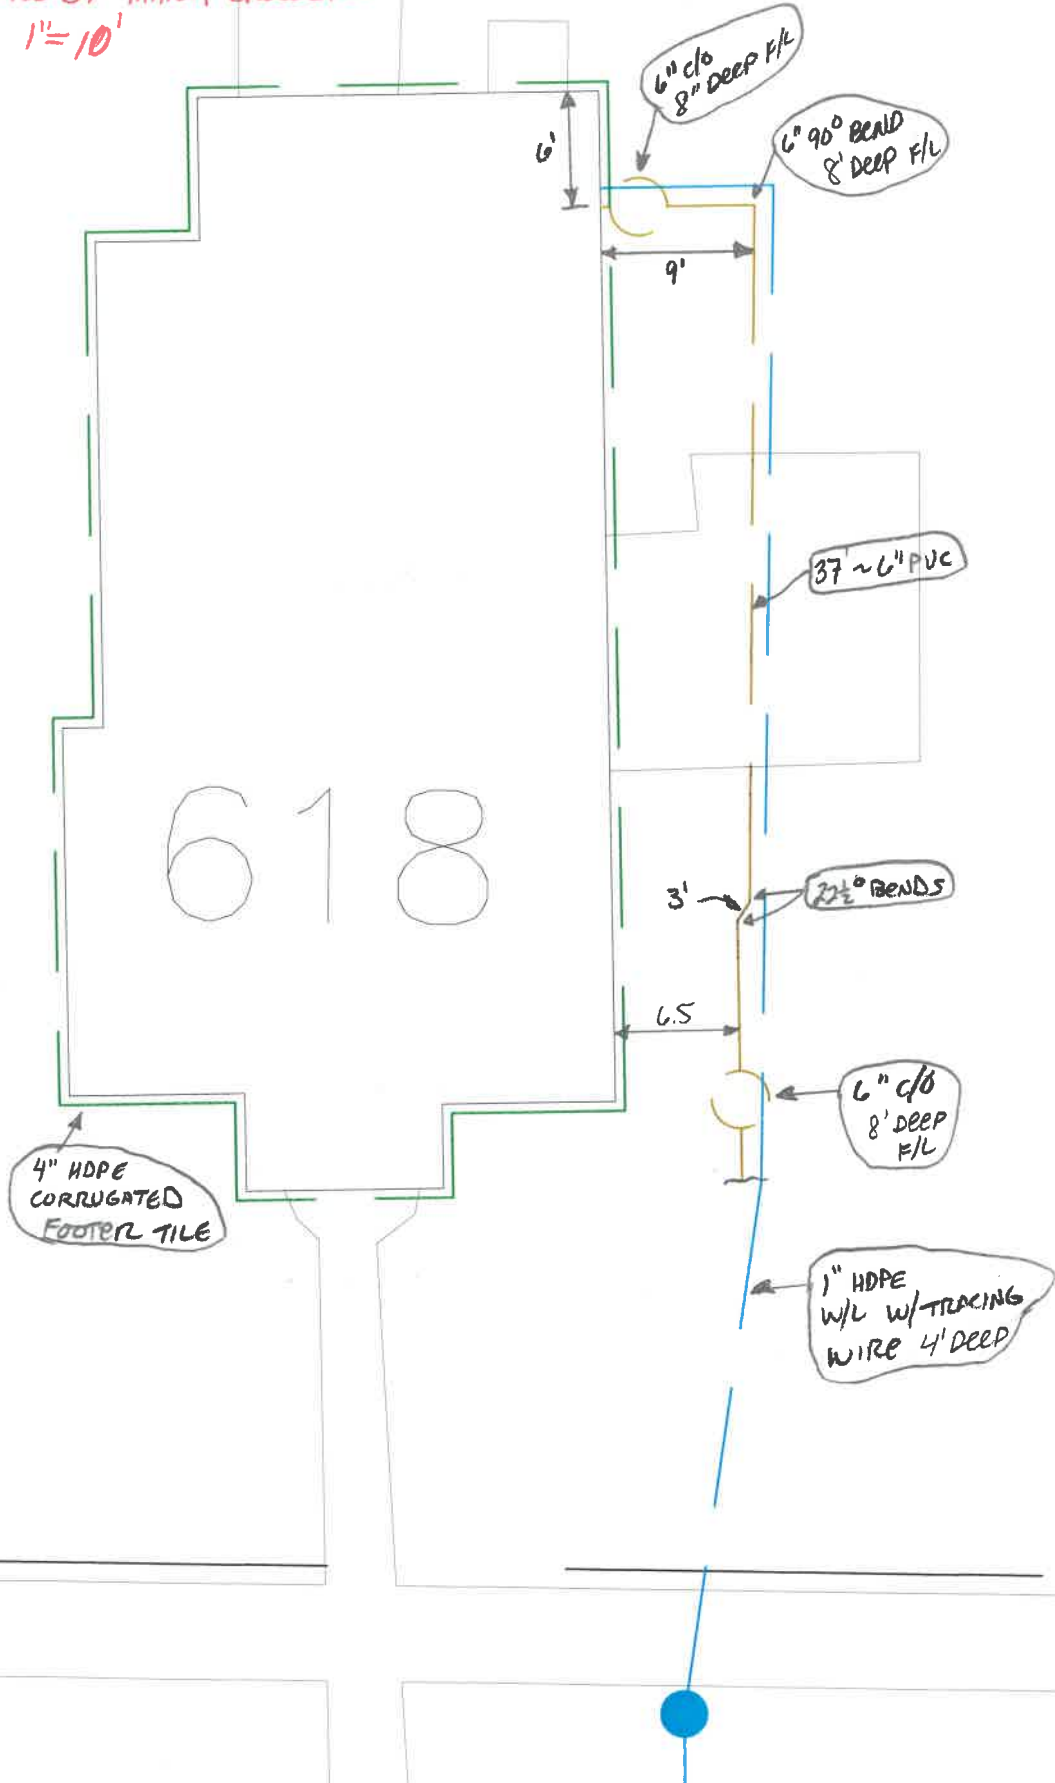 1"= 10'
6" c/o
8" DEEP F/L
6" 90° BEND
8' DEEP F/L
6'
9'
37' ~ 6" PVC
618
3'
22½° BENDS
6.5
6" c/o
8' DEEP
F/L
4" HDPE
CORRUGATED
FOOTER TILE
1" HDPE
W/L W/TRACING
WIRE 4' DEEP